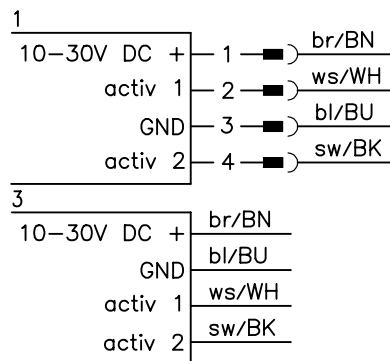 1
10-30V DC + 1 br/BN
activ 1 2 ws/WH
GND 3 bl/BU
activ 2 4 sw/BK
3
10-30V DC + br/BN
GND bl/BU
activ 1 ws/WH
activ 2 sw/BK